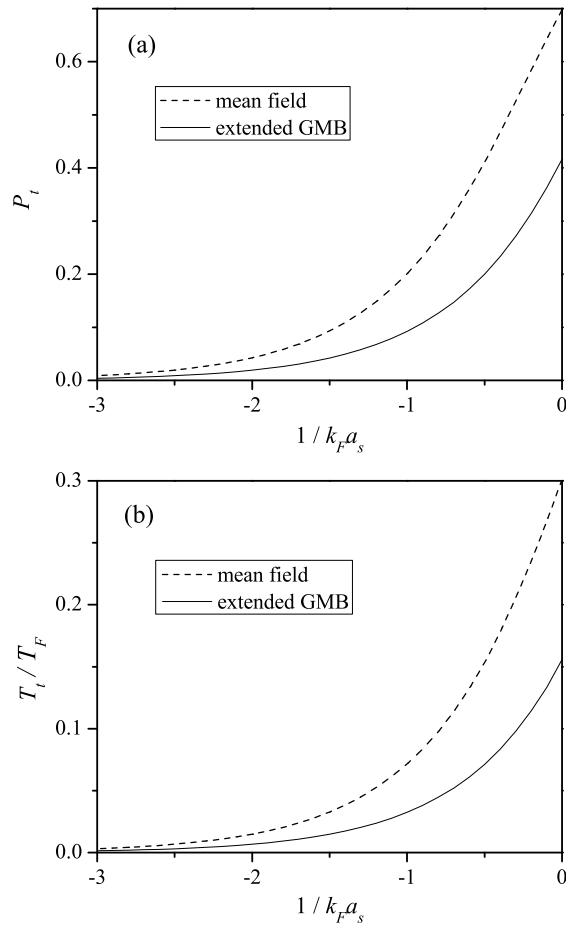 (a)
mean field
extended GMB
P_t
0.6
0.4
0.2
0.0
-3
-2
-1
0
1 / k_F a_s
(b)
mean field
extended GMB
T_t / T_F
0.3
0.2
0.1
0.0
-3
-2
-1
0
1 / k_F a_s